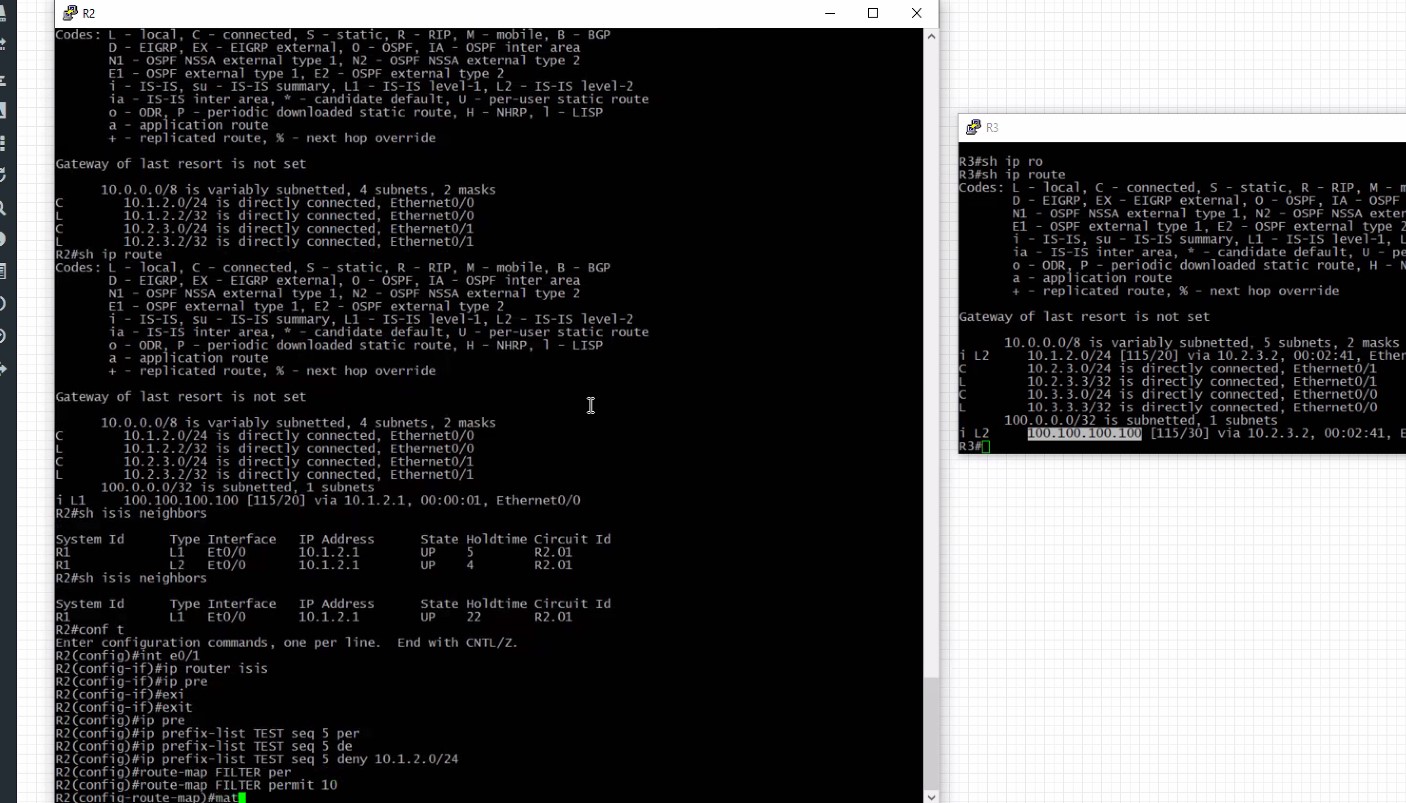 R2
Codes: L - local, C - connected, S - static, R - RIP, M - mobile, B - BGP
D - EIGRP, EX - EIGRP external, O - OSPF, IA - OSPF inter area
N1 - OSPF NSSA external type 1, N2 - OSPF NSSA external type 2
E1 - OSPF external type 1, E2 - OSPF external type 2
i - IS-IS, su - IS-IS summary, L1 - IS-IS level-1, L2 - IS-IS level-2
ia - IS-IS inter area, * - candidate default, U - per-user static route
o - ODR, P - periodic downloaded static route, H - NHRP, l - LISP
a - application route
+ - replicated route, % - next hop override
Gateway of last resort is not set
10.0.0.0/8 is variably subnetted, 4 subnets, 2 masks
C 10.1.2.0/24 is directly connected, Ethernet0/0
L 10.1.2.2/32 is directly connected, Ethernet0/0
C 10.2.3.0/24 is directly connected, Ethernet0/1
L 10.2.3.2/32 is directly connected, Ethernet0/1
R2#sh ip route
Codes: L - local, C - connected, S - static, R - RIP, M - mobile, B - BGP
D - EIGRP, EX - EIGRP external, O - OSPF, IA - OSPF inter area
N1 - OSPF NSSA external type 1, N2 - OSPF NSSA external type 2
E1 - OSPF external type 1, E2 - OSPF external type 2
i - IS-IS, su - IS-IS summary, L1 - IS-IS level-1, L2 - IS-IS level-2
ia - IS-IS inter area, * - candidate default, U - per-user static route
o - ODR, P - periodic downloaded static route, H - NHRP, l - LISP
a - application route
+ - replicated route, % - next hop override
Gateway of last resort is not set
10.0.0.0/8 is variably subnetted, 4 subnets, 2 masks
C 10.1.2.0/24 is directly connected, Ethernet0/0
L 10.1.2.2/32 is directly connected, Ethernet0/0
C 10.2.3.0/24 is directly connected, Ethernet0/1
L 10.2.3.2/32 is directly connected, Ethernet0/1
100.0.0.0/32 is subnetted, 1 subnets
i L1 100.100.100.100 [115/20] via 10.1.2.1, 00:00:01, Ethernet0/0
R2#sh isis neighbors
System Id Type Interface IP Address State Holdtime Circuit Id
R1 L1 Et0/0 10.1.2.1 UP 5 R2.01
R1 L2 Et0/0 10.1.2.1 UP 4 R2.01
R2#sh isis neighbors
System Id Type Interface IP Address State Holdtime Circuit Id
R1 L1 Et0/0 10.1.2.1 UP 22 R2.01
R2#conf t
Enter configuration commands, one per line. End with CNTL/Z.
R2(config)#int e0/1
R2(config-if)#ip router isis
R2(config-if)#ip pre
R2(config-if)#exi
R2(config-if)#exit
R2(config)#ip pre
R2(config)#ip prefix-list TEST seq 5 per
R2(config)#ip prefix-list TEST seq 5 de
R2(config)#ip prefix-list TEST seq 5 deny 10.1.2.0/24
R2(config)#route-map FILTER per
R2(config)#route-map FILTER permit 10
R2(config-route-map)#mat
R3
R3#sh ip ro
R3#sh ip route
Codes: L - local, C - connected, S - static, R - RIP, M -
D - EIGRP, EX - EIGRP external, O - OSPF, IA - OSPF
N1 - OSPF NSSA external type 1, N2 - OSPF NSSA exter
E1 - OSPF external type 1, E2 - OSPF external type 2
i - IS-IS, su - IS-IS summary, L1 - IS-IS level-1, L
ia - IS-IS inter area, * - candidate default, U - pe
o - ODR, P - periodic downloaded static route, H - N
a - application route
+ - replicated route, % - next hop override
Gateway of last resort is not set
10.0.0.0/8 is variably subnetted, 5 subnets, 2 masks
i L2 10.1.2.0/24 [115/20] via 10.2.3.2, 00:02:41, Ether
C 10.2.3.0/24 is directly connected, Ethernet0/1
L 10.2.3.3/32 is directly connected, Ethernet0/1
C 10.3.3.0/24 is directly connected, Ethernet0/0
L 10.3.3.3/32 is directly connected, Ethernet0/0
100.0.0.0/32 is subnetted, 1 subnets
i L2 100.100.100.100 [115/30] via 10.2.3.2, 00:02:41, E
R3#